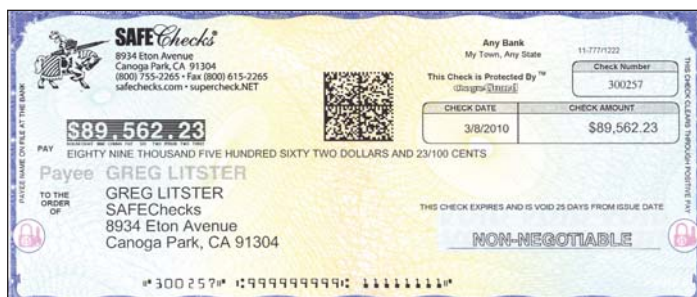 SAFEChecks®
8934 Eton Avenue
Canoga Park, CA 91304
(800) 755-2265 • Fax (800) 615-2265
safechecks.com • supercheck.NET
Any Bank
My Town, Any State
11-777/1222
This Check is Protected By ™
Check Number
300257
CHECK DATE
CHECK AMOUNT
3/8/2010
$89,562.23
$89,562.23
PAY
EIGHTY NINE THOUSAND FIVE HUNDRED SIXTY TWO DOLLARS AND 23/100 CENTS
Payee GREG LITSTER
TO THE
ORDER
OF
GREG LITSTER
SAFEChecks
8934 Eton Avenue
Canoga Park, CA 91304
THIS CHECK EXPIRES AND IS VOID 25 DAYS FROM ISSUE DATE
NON-NEGOTIABLE
⑈300257⑈ ⑆999999999⑆ 11111111⑈
PAYEE NAME ON FILE AT THE BANK
THIS CHECK CLEARS THROUGH POSITIVE PAY